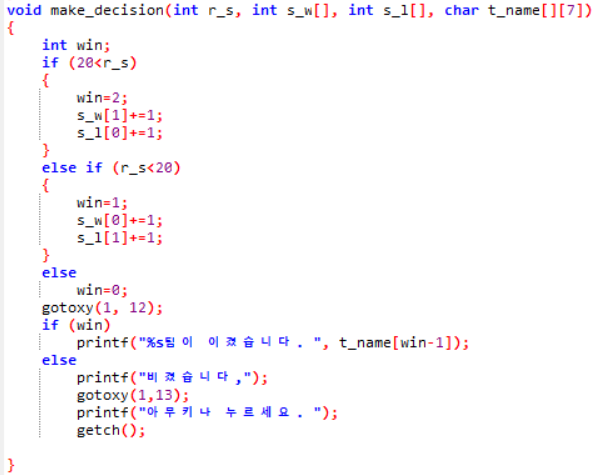 void make_decision(int r_s, int s_w[], int s_l[], char t_name[][7])
{
    int win;
    if (20<r_s)
    {
        win=2;
        s_w[1]+=1;
        s_l[0]+=1;
    }
    else if (r_s<20)
    {
        win=1;
        s_w[0]+=1;
        s_l[1]+=1;
    }
    else
        win=0;
    gotoxy(1, 12);
    if (win)
        printf("%s팀이 이겼습니다. ", t_name[win-1]);
    else
        printf("비겼습니다,");
        gotoxy(1,13);
        printf("아무키나 누르세요. ");
        getch();
}